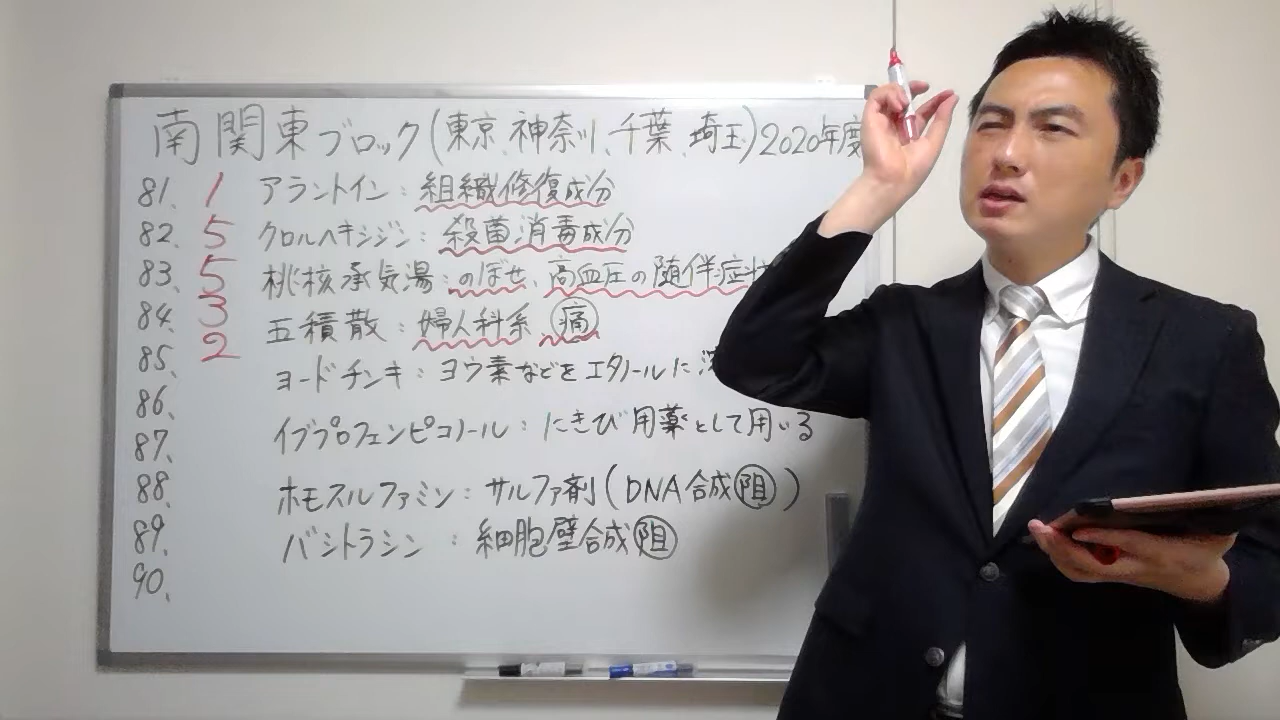 南関東ブロック(東京、神奈川、千葉、埼玉)2020年度
81. 1 アラントイン:組織修復成分
82. 5 クロルヘキシジン:殺菌消毒成分
83. 5 桃核承気湯:のぼせ、高血圧の随伴症状
84. 3 五積散:婦人科系 痛
85. 2 ヨードチンキ:ヨウ素などをエタノールに
86.
87. イブプロフェンピコノール:にきび用薬として用いる
88. ホモスルファミン:サルファ剤(DNA合成阻)
89. バシトラシン:細胞壁合成阻
90.